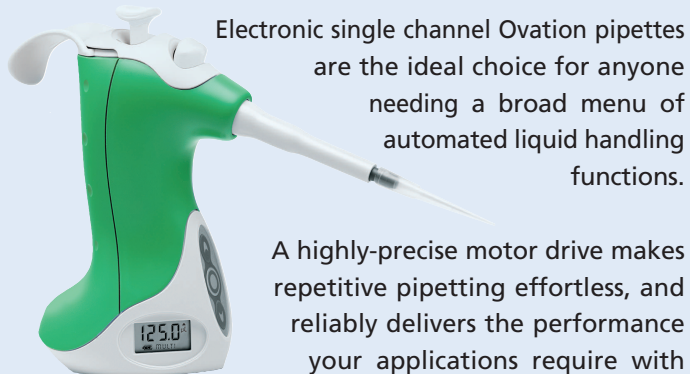 Electronic single channel Ovation pipettes
are the ideal choice for anyone
needing a broad menu of
automated liquid handling
functions.
A highly-precise motor drive makes
repetitive pipetting effortless, and
reliably delivers the performance
your applications require with
125.0
MULTI